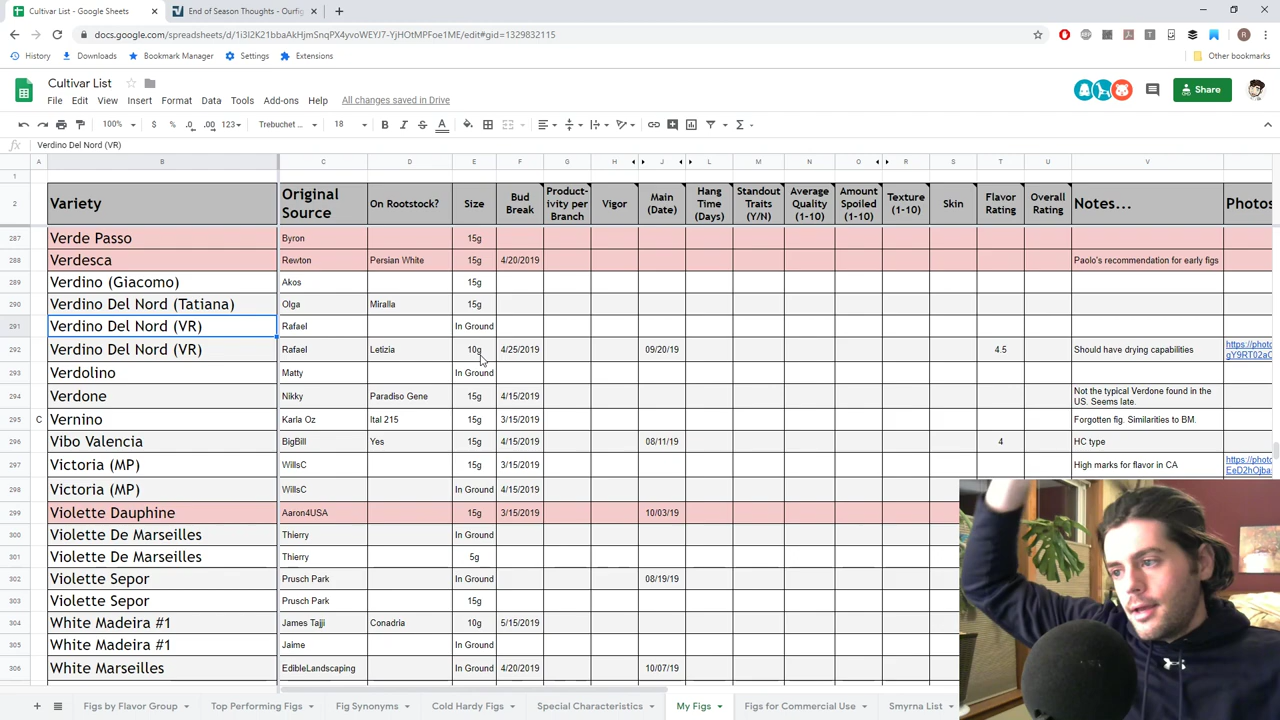 Cultivar List - Google Sheets
End of Season Thoughts - Ourfig
docs.google.com/spreadsheets/d/1i3I2K21bbaAkHjmSnqPX4yvoWEYJ7-YjHOtMPFoe1ME/edit#gid=1329832115
History Downloads Bookmark Manager Settings Extensions Other bookmarks
Cultivar List
File Edit View Insert Format Data Tools Add-ons Help All changes saved in Drive
Share
100% $ % .0 .00 123 Trebuchet ... 18 B I S A
fx Verdino Del Nord (VR)
A B C D E F G H J L M N O R S T U V
1
2 Variety Original Source On Rootstock? Size Bud Break Product-ivity per Branch Vigor Main (Date) Hang Time (Days) Standout Traits (Y/N) Average Quality (1-10) Amount Spoiled (1-10) Texture (1-10) Skin Flavor Rating Overall Rating Notes... Photos
287 Verde Passo Byron 15g
288 Verdesca Rewton Persian White 15g 4/20/2019 Paolo's recommendation for early figs
289 Verdino (Giacomo) Akos 15g
290 Verdino Del Nord (Tatiana) Olga Miralla 15g
291 Verdino Del Nord (VR) Rafael In Ground
292 Verdino Del Nord (VR) Rafael Letizia 10g 4/25/2019 09/20/19 4.5 Should have drying capabilities https://photo gY9RT02aC
293 Verdolino Matty In Ground
294 Verdone Nikky Paradiso Gene 15g 4/15/2019 Not the typical Verdone found in the US. Seems late.
295 C Vernino Karla Oz Ital 215 15g 3/15/2019 Forgotten fig. Similarities to BM.
296 Vibo Valencia BigBill Yes 15g 4/15/2019 08/11/19 4 HC type
297 Victoria (MP) WillsC 15g 3/15/2019 High marks for flavor in CA https://photo EeD2hOjba
298 Victoria (MP) WillsC In Ground 4/15/2019
299 Violette Dauphine Aaron4USA 15g 3/15/2019 10/03/19
300 Violette De Marseilles Thierry In Ground
301 Violette De Marseilles Thierry 5g
302 Violette Sepor Prusch Park In Ground 08/19/19
303 Violette Sepor Prusch Park 15g
304 White Madeira #1 James Tajji Conadria 10g 5/15/2019
305 White Madeira #1 Jaime In Ground
306 White Marseilles EdibleLandscaping In Ground 4/20/2019 10/07/19
Figs by Flavor Group Top Performing Figs Fig Synonyms Cold Hardy Figs Special Characteristics My Figs Figs for Commercial Use Smyrna List